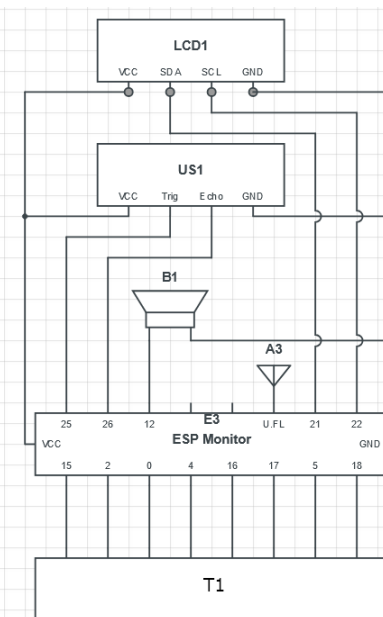 LCD1
VCC SDA SCL GND
US1
VCC Trig Echo GND
B1
A3
25 26 12 E3 U.FL 21 22
ESP Monitor
VCC GND
15 2 0 4 16 17 5 18
T1